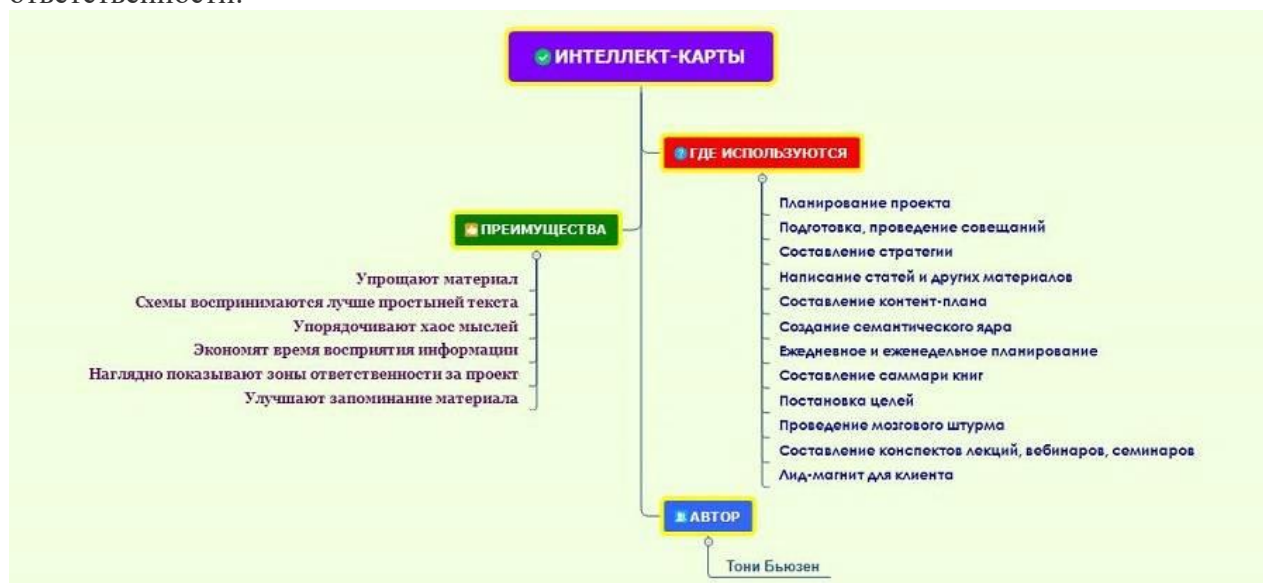 ответственности.
ИНТЕЛЛЕКТ-КАРТЫ
ГДЕ ИСПОЛЬЗУЮТСЯ
Планирование проекта
Подготовка, проведение совещаний
Составление стратегии
Написание статей и других материалов
Составление контент-плана
Создание семантического ядра
Ежедневное и еженедельное планирование
Составление саммари книг
Постановка целей
Проведение мозгового штурма
Составление конспектов лекций, вебинаров, семинаров
Лид-магнит для клиента
ПРЕИМУЩЕСТВА
Упрощают материал
Схемы воспринимаются лучше простыней текста
Упорядочивают хаос мыслей
Экономят время восприятия информации
Наглядно показывают зоны ответственности за проект
Улучшают запоминание материала
АВТОР
Тони Бьюзен